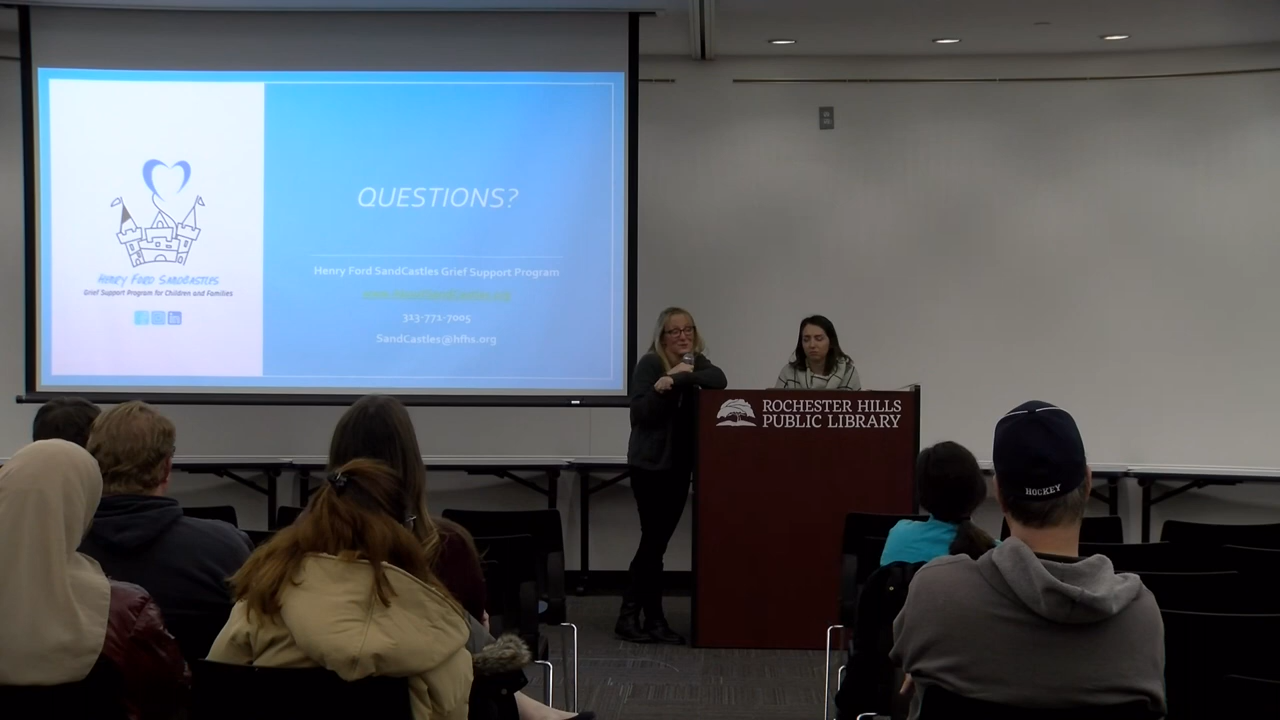 QUESTIONS?
HENRY FORD SANDCASTLES
Grief Support Program for Children and Families
in
Henry Ford SandCastles Grief Support Program
313-771-7005
SandCastles@hfhs.org
ROCHESTER HILLS
PUBLIC LIBRARY
HOCKEY